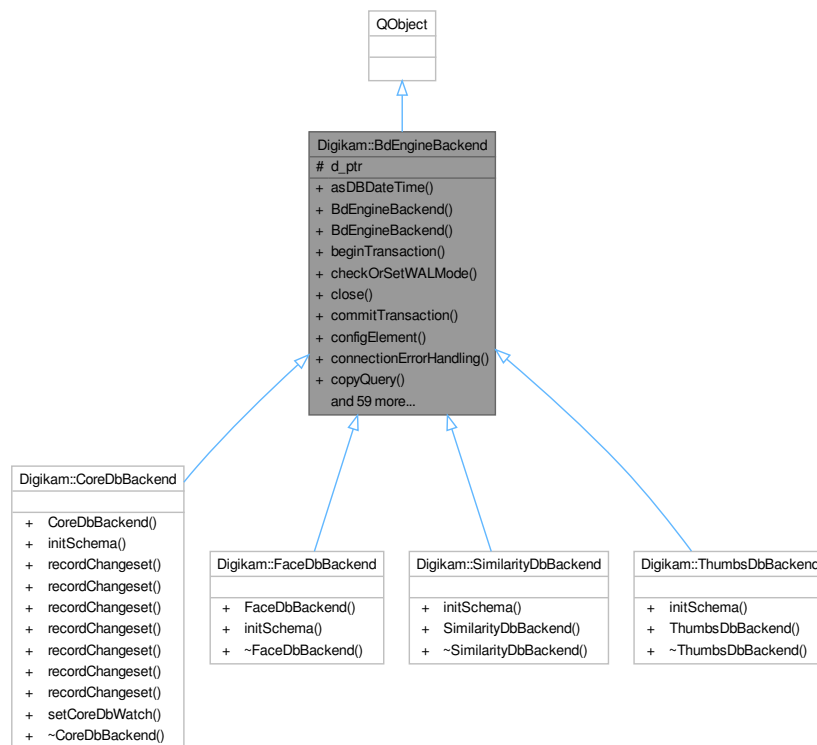 QObject
Digikam::BdEngineBackend
# d_ptr
+ asDBDateTime()
+ BdEngineBackend()
+ BdEngineBackend()
+ beginTransaction()
+ checkOrSetWALMode()
+ close()
+ commitTransaction()
+ configElement()
+ connectionErrorHandling()
+ copyQuery()
and 59 more...
Digikam::CoreDbBackend
+ CoreDbBackend()
+ initSchema()
+ recordChangeset()
+ recordChangeset()
+ recordChangeset()
+ recordChangeset()
+ recordChangeset()
+ recordChangeset()
+ recordChangeset()
+ setCoreDbWatch()
+ ~CoreDbBackend()
Digikam::FaceDbBackend
+ FaceDbBackend()
+ initSchema()
+ ~FaceDbBackend()
Digikam::SimilarityDbBackend
+ initSchema()
+ SimilarityDbBackend()
+ ~SimilarityDbBackend()
Digikam::ThumbsDbBackend
+ initSchema()
+ ThumbsDbBackend()
+ ~ThumbsDbBackend()